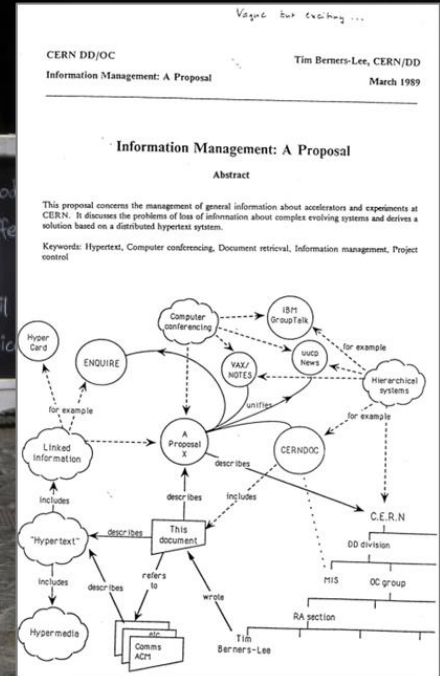 Vague but exciting ...
CERN DD/OC
Tim Berners-Lee, CERN/DD
Information Management: A Proposal
March 1989
Information Management: A Proposal
Abstract
This proposal concerns the management of general information about accelerators and experiments at
CERN. It discusses the problems of loss of information about complex evolving systems and derives a
solution based on a distributed hypertext sytstem.
Keywords: Hypertext, Computer conferencing, Document retrieval, Information management, Project
control
IBM
GroupTalk
Computer
conferencing
Hyper
Card
ENQUIRE
VAX/
NOTES
uucp
News
for example
Hierarchical
systems
for example
unifies
for example
Linked
information
A
Proposal
X
CERNDOC
describes
includes
describes
includes
C.E.R.N
"Hypertext"
describes
This
document
DD division
includes
describes
refers
to
wrote
MIS
OC group
RA section
Hypermedia
etc
Comms
ACM
Tim
Berners-Lee